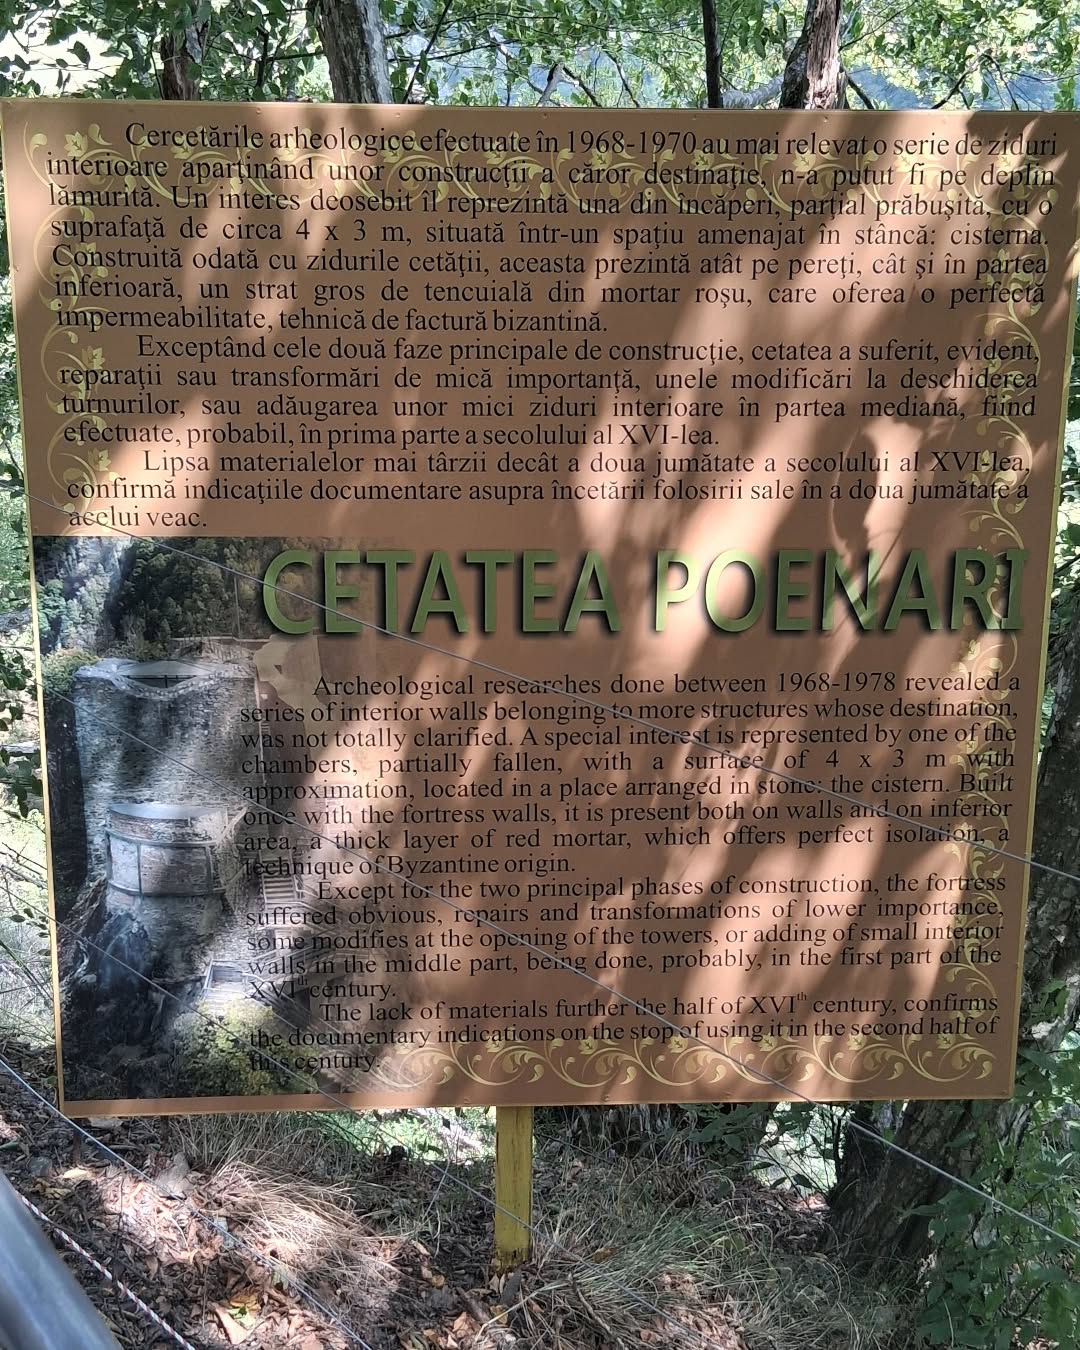 Cercetările arheologice efectuate în 1968-1970 au mai relevat o serie de ziduri
interioare aparţinând unor construcţii a căror destinaţie, n-a putut fi pe deplin
lămurită. Un interes deosebit îl reprezintă una din încăperi, parţial prăbuşită, cu o
suprafaţă de circa 4 x 3 m, situată într-un spaţiu amenajat în stâncă: cisterna.
Construită odată cu zidurile cetăţii, aceasta prezintă atât pe pereţi, cât şi în partea
inferioară, un strat gros de tencuială din mortar roşu, care oferea o perfectă
impermeabilitate, tehnică de factură bizantină.
Exceptând cele două faze principale de construcţie, cetatea a suferit, evident,
reparaţii sau transformări de mică importanţă, unele modificări la deschiderea
turnurilor, sau adăugarea unor mici ziduri interioare în partea mediană, fiind
efectuate, probabil, în prima parte a secolului al XVI-lea.
Lipsa materialelor mai târzii decât a doua jumătate a secolului al XVI-lea,
confirmă indicaţiile documentare asupra încetării folosirii sale în a doua jumătate a
acelui veac.
CETATEA POENARI
Archeological researches done between 1968-1978 revealed a
series of interior walls belonging to more structures whose destination,
was not totally clarified. A special interest is represented by one of the
chambers, partially fallen, with a surface of 4 x 3 m with
approximation, located in a place arranged in stone: the cistern. Built
once with the fortress walls, it is present both on walls and on inferior
area, a thick layer of red mortar, which offers perfect isolation, a
technique of Byzantine origin.
Except for the two principal phases of construction, the fortress
suffered obvious, repairs and transformations of lower importance,
some modifies at the opening of the towers, or adding of small interior
walls in the middle part, being done, probably, in the first part of the
XVIth century.
The lack of materials further the half of XVIth century, confirms
the documentary indications on the stop of using it in the second half of
this century.